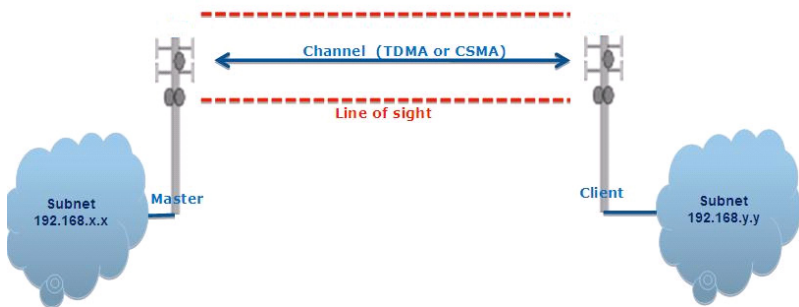 Channel (TDMA or CSMA)
Line of sight
Master
Client
Subnet
192.168.x.x
Subnet
192.168.y.y